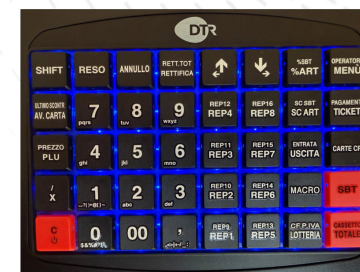 DTR
SHIFT RESO ANNULLO RETT.TOT RETTIFICA %SBT %ART OPERATOR MENÙ
ULTIMO SCONTR AV. CARTA 7 pqrs 8 tuv 9 wxyz REP12 REP4 REP16 REP8 SC SBT SC ART PAGAMENT TICKET
PREZZO PLU 4 ghi 5 jkl 6 mno REP11 REP3 REP15 REP7 ENTRATA USCITA CARTE CR
/ X 1 2 abc 3 def REP10 REP2 REP14 REP6 MACRO SBT
C 0 00 , REP9 REP1 REP13 REP5 CF.P.IVA LOTTERIA CASSETTO TOTALE